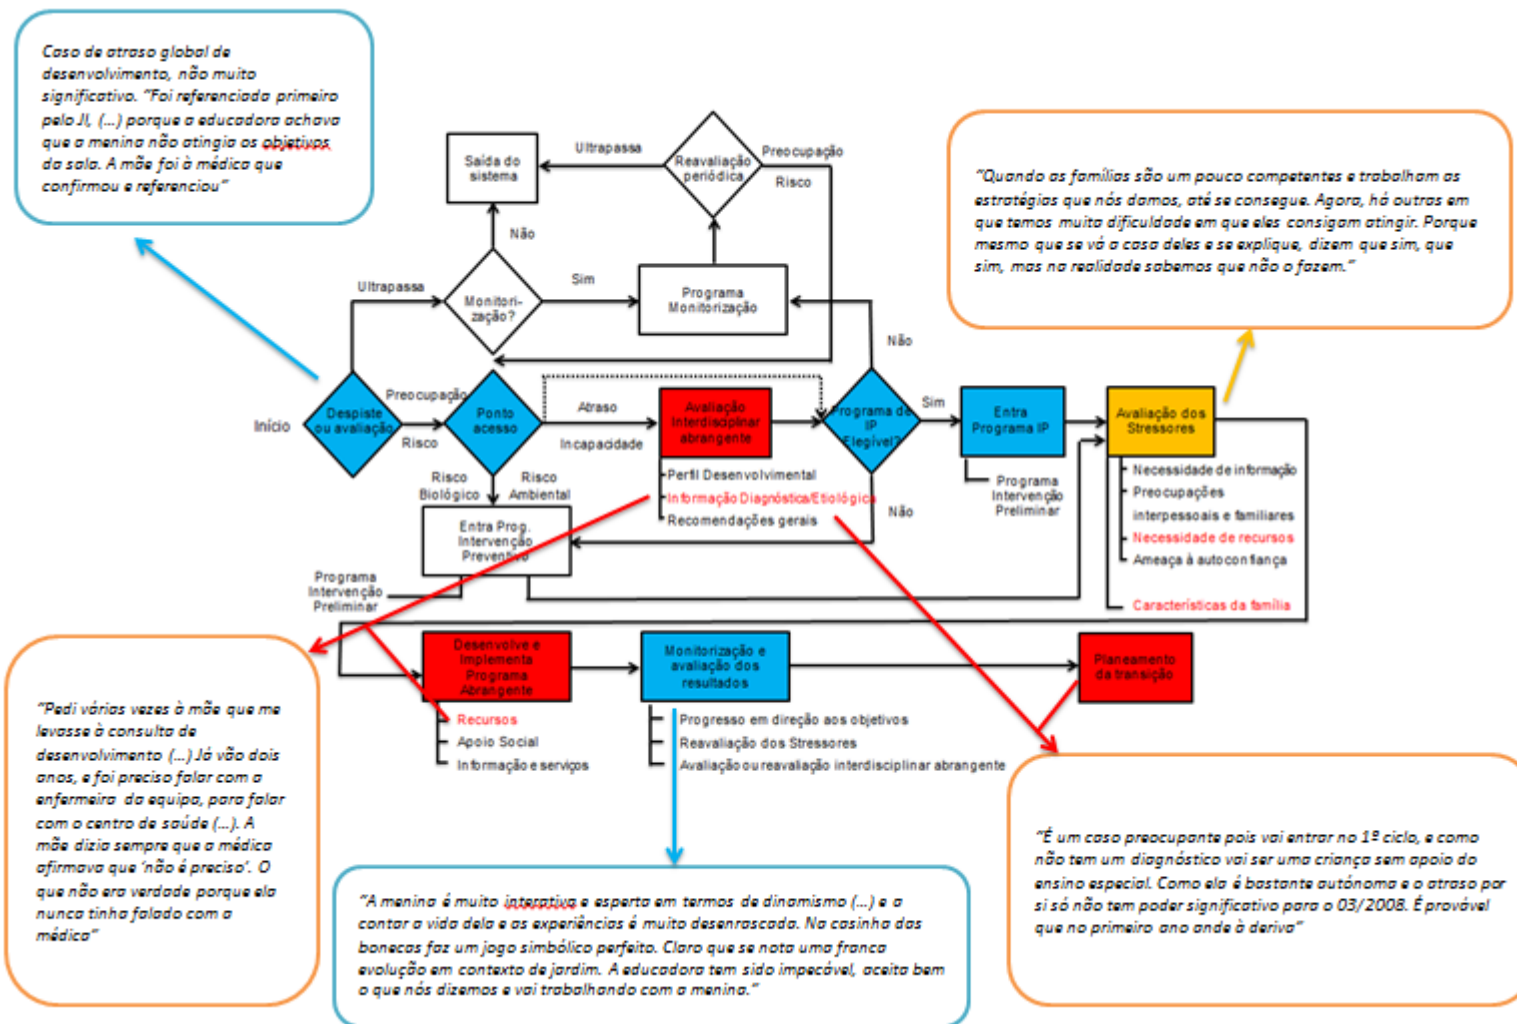 Caso de atraso global de
desenvolvimento, não muito
significativo. "Foi referenciada primeiro
pelo JI, (...) porque a educadora achava
que a menina não atingia os objetivos
da sala. A mãe foi à médica que
confirmou e referenciou"
"Quando as famílias são um pouco competentes e trabalham as
estratégias que nós damos, até se consegue. Agora, há outras em
que temos muita dificuldade em que eles consigam atingir. Porque
mesmo que se vá a casa deles e se explique, dizem que sim, que
sim, mas na realidade sabemos que não o fazem."
Saída do
sistema
Ultrapassa
Reavaliação
periódica
Preocupação
Risco
Não
Ultrapassa
Monitori-
zação?
Sim
Programa
Monitorização
Não
Início
Despiste
ou avaliação
Preocupação
Risco
Ponto
acesso
Atraso
Incapacidade
Avaliação
Interdisciplinar
abrangente
Programa de
IP
Elegível?
Sim
Entra
Programa IP
Avaliação dos
Stressores
Risco
Biológico
Risco
Ambiental
Perfil Desenvolvimental
Informação Diagnóstica/Etiológica
Recomendações gerais
Não
Programa
Intervenção
Preliminar
Necessidade de informação
Preocupações
interpessoais e familiares
Necessidade de recursos
Ameaça à autoconfiança
Características da família
Entra Prog.
Intervenção
Preventivo
Programa
Intervenção
Preliminar
Desenvolve e
Implementa
Programa
Abrangente
Monitorização e
avaliação dos
resultados
Planeamento
da transição
Recursos
Apoio Social
Informação e serviços
Progresso em direção aos objetivos
Reavaliação dos Stressores
Avaliação ou reavaliação interdisciplinar abrangente
"Pedi várias vezes à mãe que me
levasse à consulta de
desenvolvimento (...) Já vão dois
anos, e foi preciso falar com a
enfermeira da equipa, para falar
com o centro de saúde (...). A
mãe dizia sempre que a médica
afirmava que 'não é preciso'. O
que não era verdade porque ela
nunca tinha falado com a
médica"
"A menina é muito interativa e esperta em termos de dinamismo (...) e a
contar a vida dela e as experiências é muito desenrascada. Na casinha das
bonecas faz um jogo simbólico perfeito. Claro que se nota uma franca
evolução em contexto de jardim. A educadora tem sido impecável, aceita bem
o que nós dizemos e vai trabalhando com a menina."
"É um caso preocupante pois vai entrar no 1º ciclo, e como
não tem um diagnóstico vai ser uma criança sem apoio do
ensino especial. Como ela é bastante autónoma e o atraso por
si só não tem poder significativo para o 03/2008. É provável
que no primeiro ano ande à deriva"